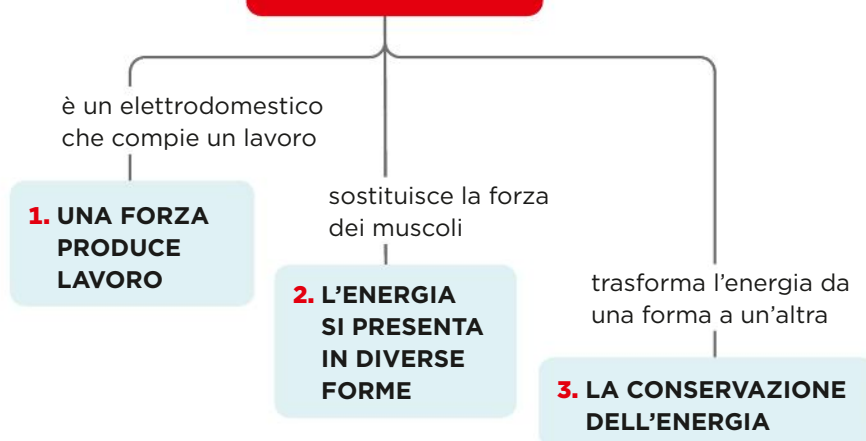 è un elettrodomestico
che compie un lavoro
1. UNA FORZA
PRODUCE
LAVORO
sostituisce la forza
dei muscoli
2. L’ENERGIA
SI PRESENTA
IN DIVERSE
FORME
trasforma l’energia da
una forma a un’altra
3. LA CONSERVAZIONE
DELL’ENERGIA